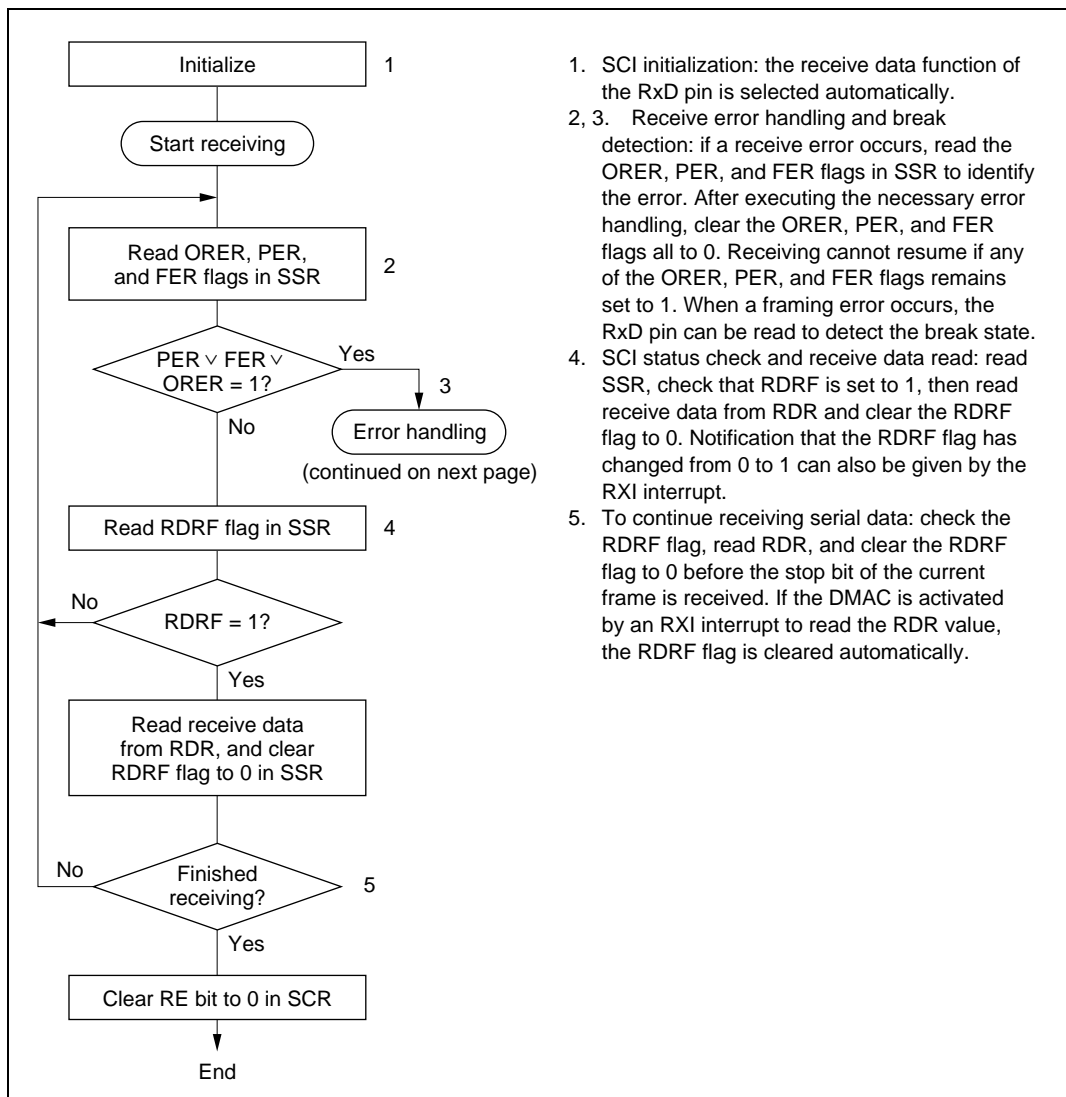 Initialize
1
Start receiving
Read ORER, PER,
and FER flags in SSR
2
PER ∨ FER ∨
ORER = 1?
Yes
3
No
Error handling
(continued on next page)
Read RDRF flag in SSR
4
No
RDRF = 1?
Yes
Read receive data
from RDR, and clear
RDRF flag to 0 in SSR
No
Finished
receiving?
5
Yes
Clear RE bit to 0 in SCR
End
1. SCI initialization: the receive data function of
the RxD pin is selected automatically.
2, 3. Receive error handling and break
detection: if a receive error occurs, read the
ORER, PER, and FER flags in SSR to identify
the error. After executing the necessary error
handling, clear the ORER, PER, and FER
flags all to 0. Receiving cannot resume if any
of the ORER, PER, and FER flags remains
set to 1. When a framing error occurs, the
RxD pin can be read to detect the break state.
4. SCI status check and receive data read: read
SSR, check that RDRF is set to 1, then read
receive data from RDR and clear the RDRF
flag to 0. Notification that the RDRF flag has
changed from 0 to 1 can also be given by the
RXI interrupt.
5. To continue receiving serial data: check the
RDRF flag, read RDR, and clear the RDRF
flag to 0 before the stop bit of the current
frame is received. If the DMAC is activated
by an RXI interrupt to read the RDR value,
the RDRF flag is cleared automatically.